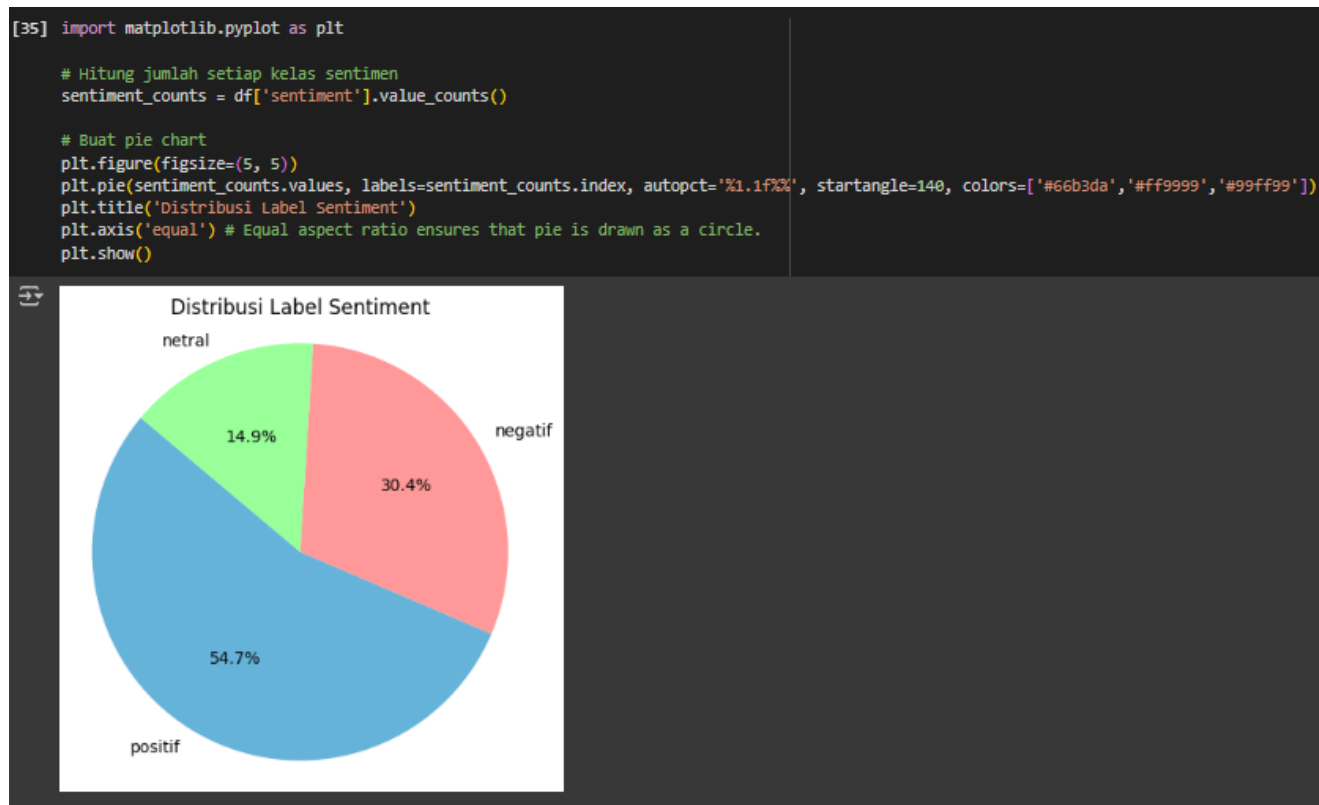 [35] import matplotlib.pyplot as plt
# Hitung jumlah setiap kelas sentimen
sentiment_counts = df['sentiment'].value_counts()
# Buat pie chart
plt.figure(figsize=(5, 5))
plt.pie(sentiment_counts.values, labels=sentiment_counts.index, autopct='%1.1f%%', startangle=140, colors=['#66b3da','#ff9999','#99ff99'])
plt.title('Distribusi Label Sentiment')
plt.axis('equal') # Equal aspect ratio ensures that pie is drawn as a circle.
plt.show()
Distribusi Label Sentiment
netral
negatif
14.9%
30.4%
54.7%
positif